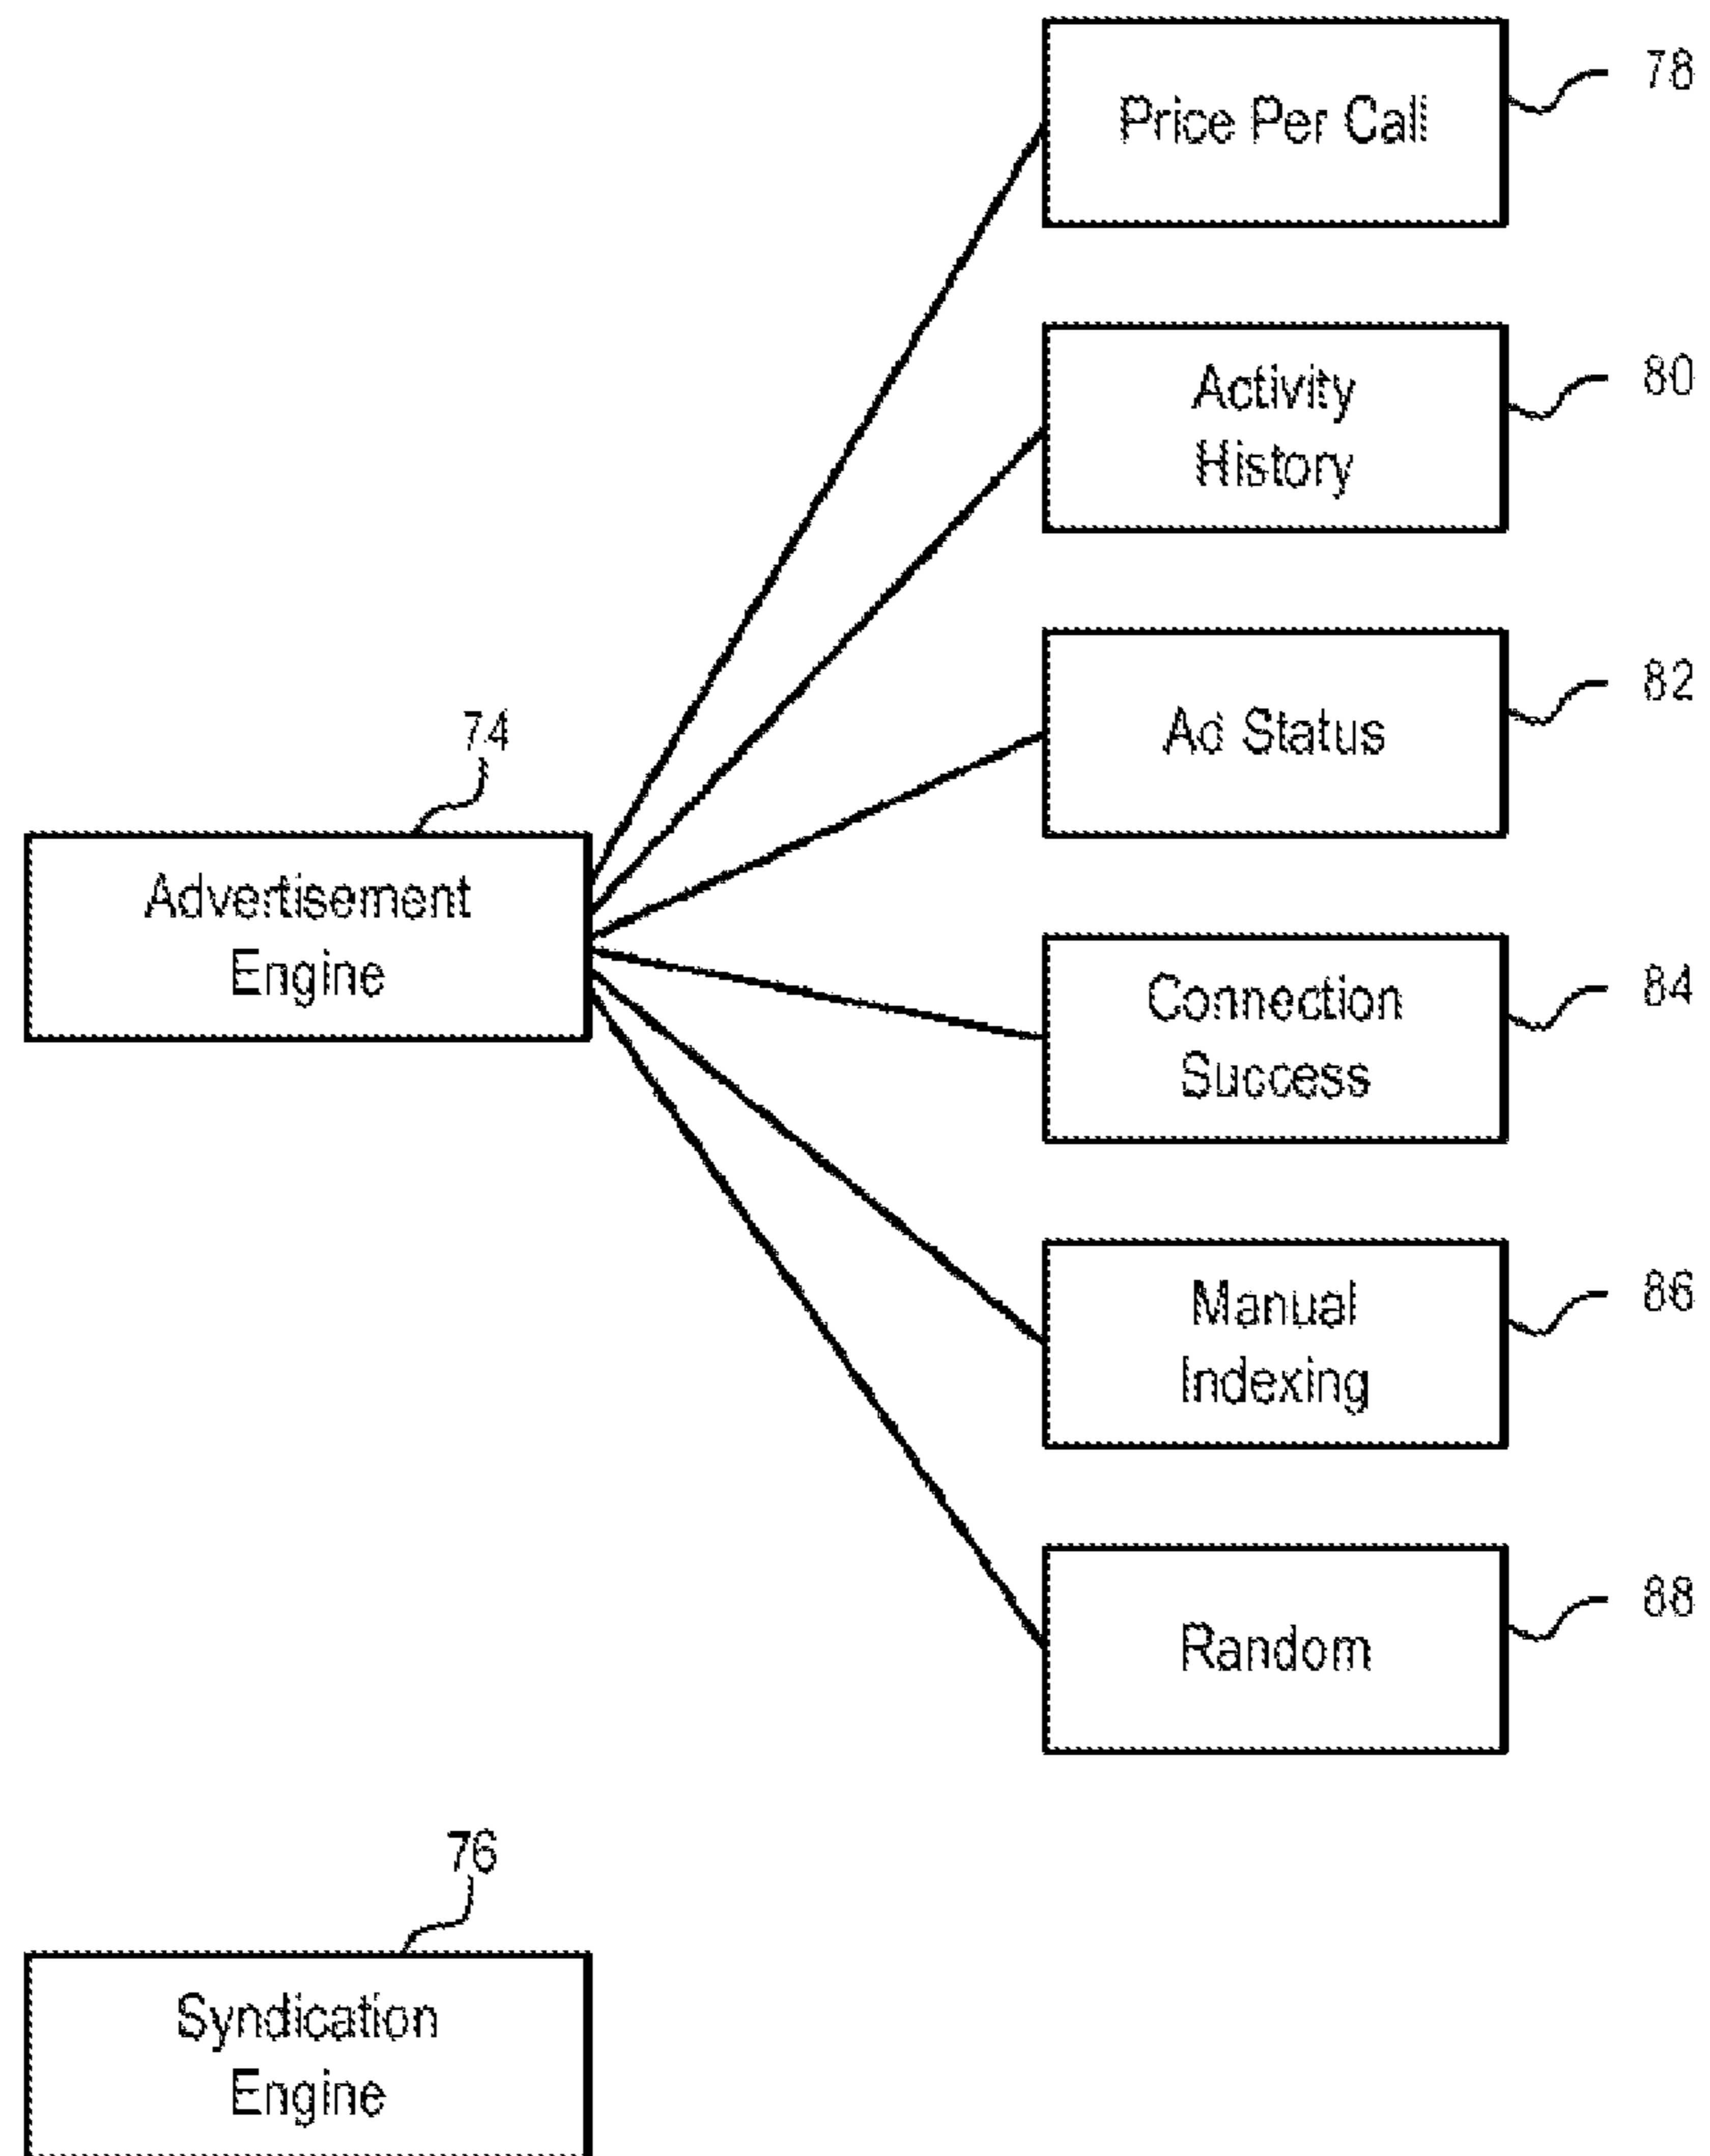 Price Per Call
78
Activity
History
80
Ad Status
82
74
Advertisement
Engine
Connection
Success
84
Manual
Indexing
86
Random
88
76
Syndication
Engine